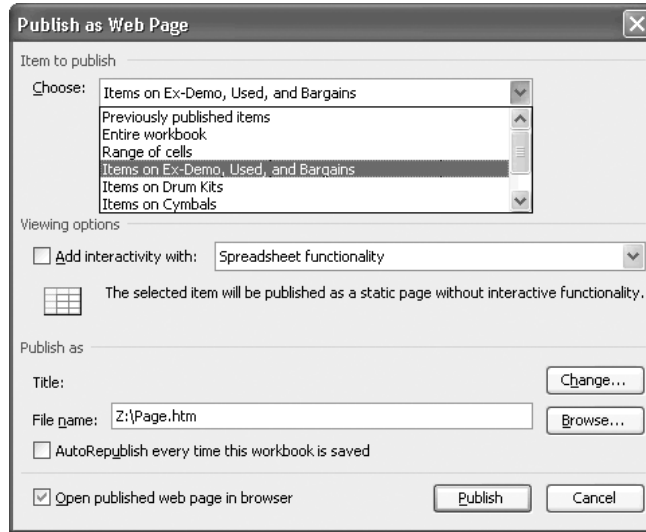 Publish as Web Page
Item to publish
Choose: Items on Ex-Demo, Used, and Bargains
Previously published items
Entire workbook
Range of cells
Items on Ex-Demo, Used, and Bargains
Items on Drum Kits
Items on Cymbals
Viewing options
Add interactivity with: Spreadsheet functionality
The selected item will be published as a static page without interactive functionality.
Publish as
Title: Change...
File name: Z:\Page.htm Browse...
AutoRepublish every time this workbook is saved
Open published web page in browser Publish Cancel